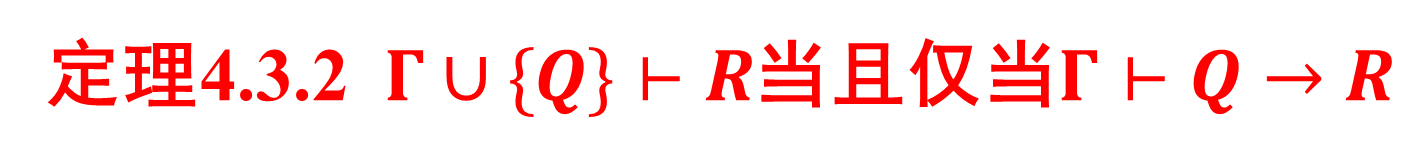 定理4.3.2 Γ ∪ {Q} ⊢ R当且仅当Γ ⊢ Q → R